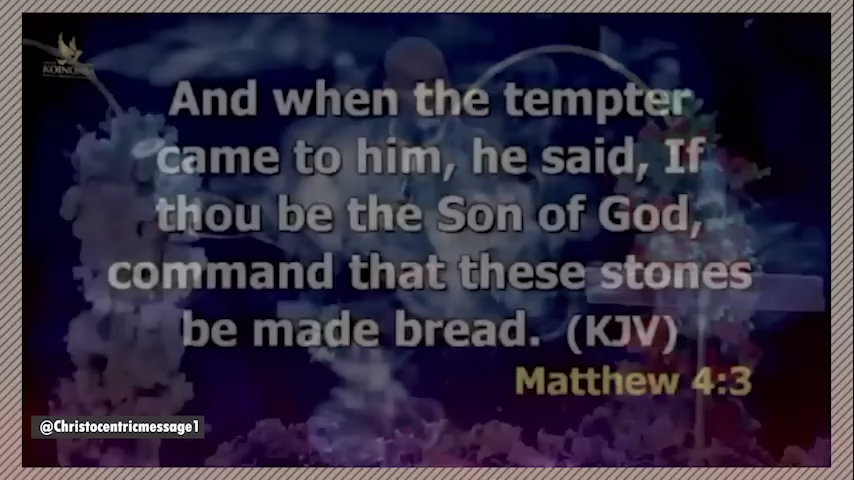 KOINONIA
And when the tempter
came to him, he said, If
thou be the Son of God,
command that these stones
be made bread. (KJV)
Matthew 4:3
@Christocentricmessage1